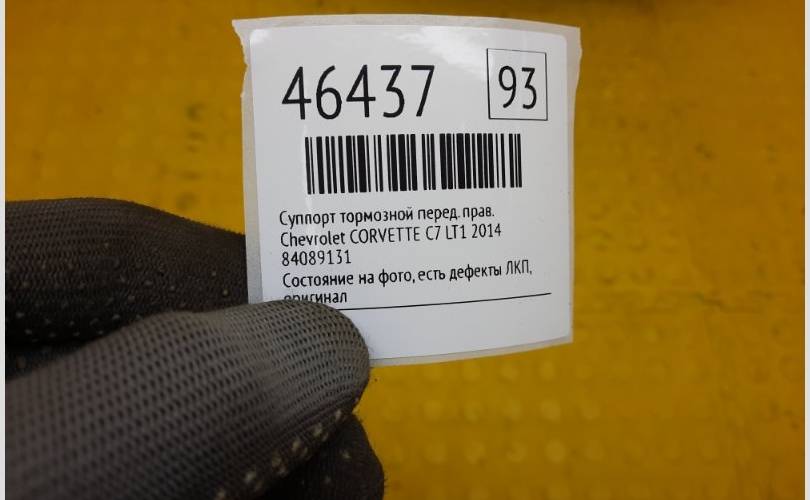 46437 93
Суппорт тормозной перед. прав.
Chevrolet CORVETTE C7 LT1 2014
84089131
Состояние на фото, есть дефекты ЛКП,
оригинал